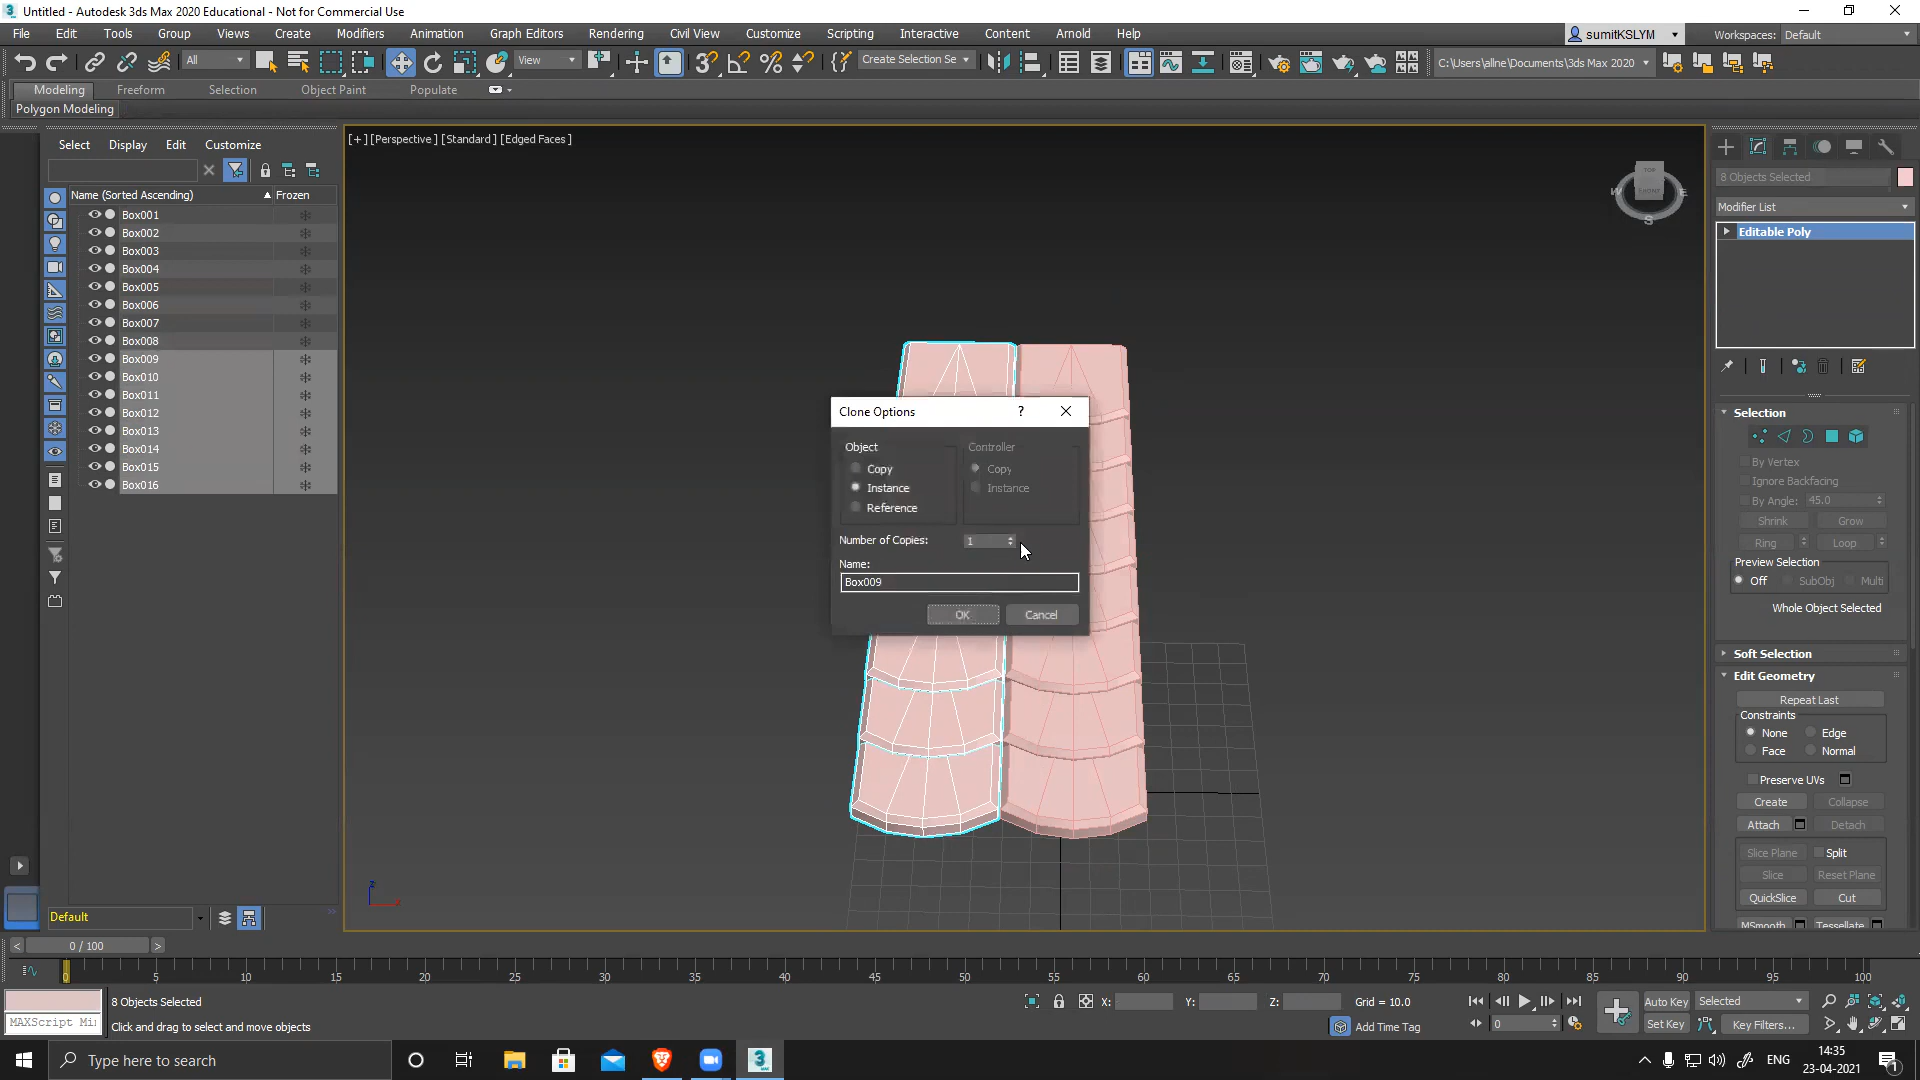 Untitled - Autodesk 3ds Max 2020 Educational - Not for Commercial Use
File Edit Tools Group Views Create Modifiers Animation Graph Editors Rendering Civil View Customize Scripting Interactive Content Arnold Help
sumitKSLYM Workspaces: Default
All View Create Selection Se C:\Users\allne\Documents\3ds Max 2020
Modeling Freeform Selection Object Paint Populate
Polygon Modeling
Select Display Edit Customize
[+] [Perspective] [Standard] [Edged Faces]
Name (Sorted Ascending) Frozen
Box001
Box002
Box003
Box004
Box005
Box006
Box007
Box008
Box009
Box010
Box011
Box012
Box013
Box014
Box015
Box016
TOP
FRONT
W E
S
Clone Options ?
Object Controller
Copy Copy
Instance Instance
Reference
Number of Copies: 1
Name:
Box009
OK Cancel
8 Objects Selected
Modifier List
Editable Poly
Selection
By Vertex
Ignore Backfacing
By Angle: 45.0
Shrink Grow
Ring Loop
Preview Selection
Off SubObj Multi
Whole Object Selected
Soft Selection
Edit Geometry
Repeat Last
Constraints
None Edge
Face Normal
Preserve UVs
Create Collapse
Attach Detach
Slice Plane Split
Slice Reset Plane
QuickSlice Cut
MSmooth Tessellate
z
Default
< 0 / 100 >
0 5 10 15 20 25 30 35 40 45 50 55 60 65 70 75 80 85 90 95 100
8 Objects Selected X: Y: Z: Grid = 10.0 Auto Key Selected
MAXScript Mi Click and drag to select and move objects Add Time Tag 0 Set Key Key Filters...
Type here to search
ENG
14:35
23-04-2021
1